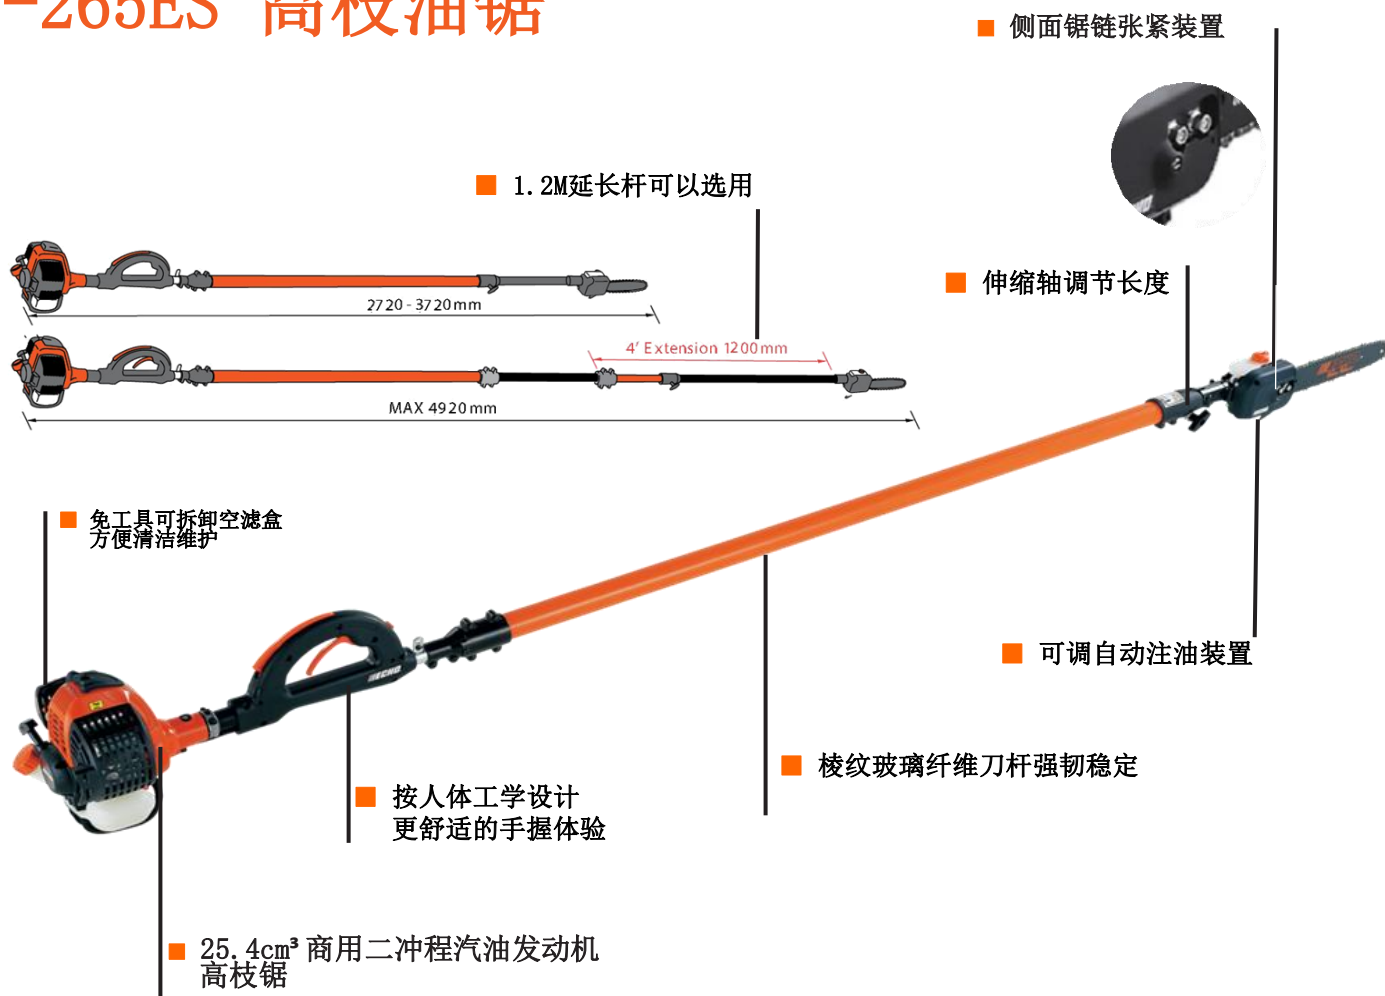 -265ES 高枝油锯
侧面锯链张紧装置
1.2M延长杆可以选用
伸缩轴调节长度
2720-3720mm
4' Extension 1200mm
MAX 4920mm
免工具可拆卸空滤盒
方便清洁维护
ECHO
可调自动注油装置
棱纹玻璃纤维刀杆强韧稳定
按人体工学设计
更舒适的手握体验
25.4cm³商用二冲程汽油发动机
高枝锯